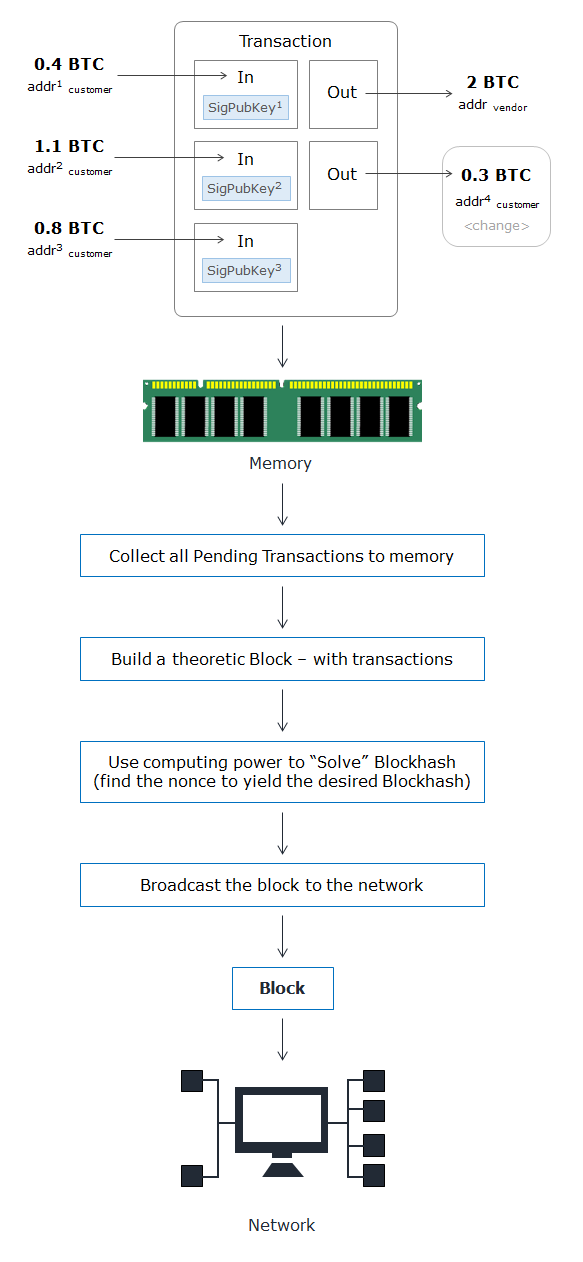 Transaction
0.4 BTC
addr¹ customer
In
SigPubKey¹
Out
2 BTC
addr vendor
1.1 BTC
addr² customer
In
SigPubKey²
Out
0.3 BTC
addr⁴ customer
<change>
0.8 BTC
addr³ customer
In
SigPubKey³
Memory
Collect all Pending Transactions to memory
Build a theoretic Block – with transactions
Use computing power to “Solve” Blockhash
(find the nonce to yield the desired Blockhash)
Broadcast the block to the network
Block
Network